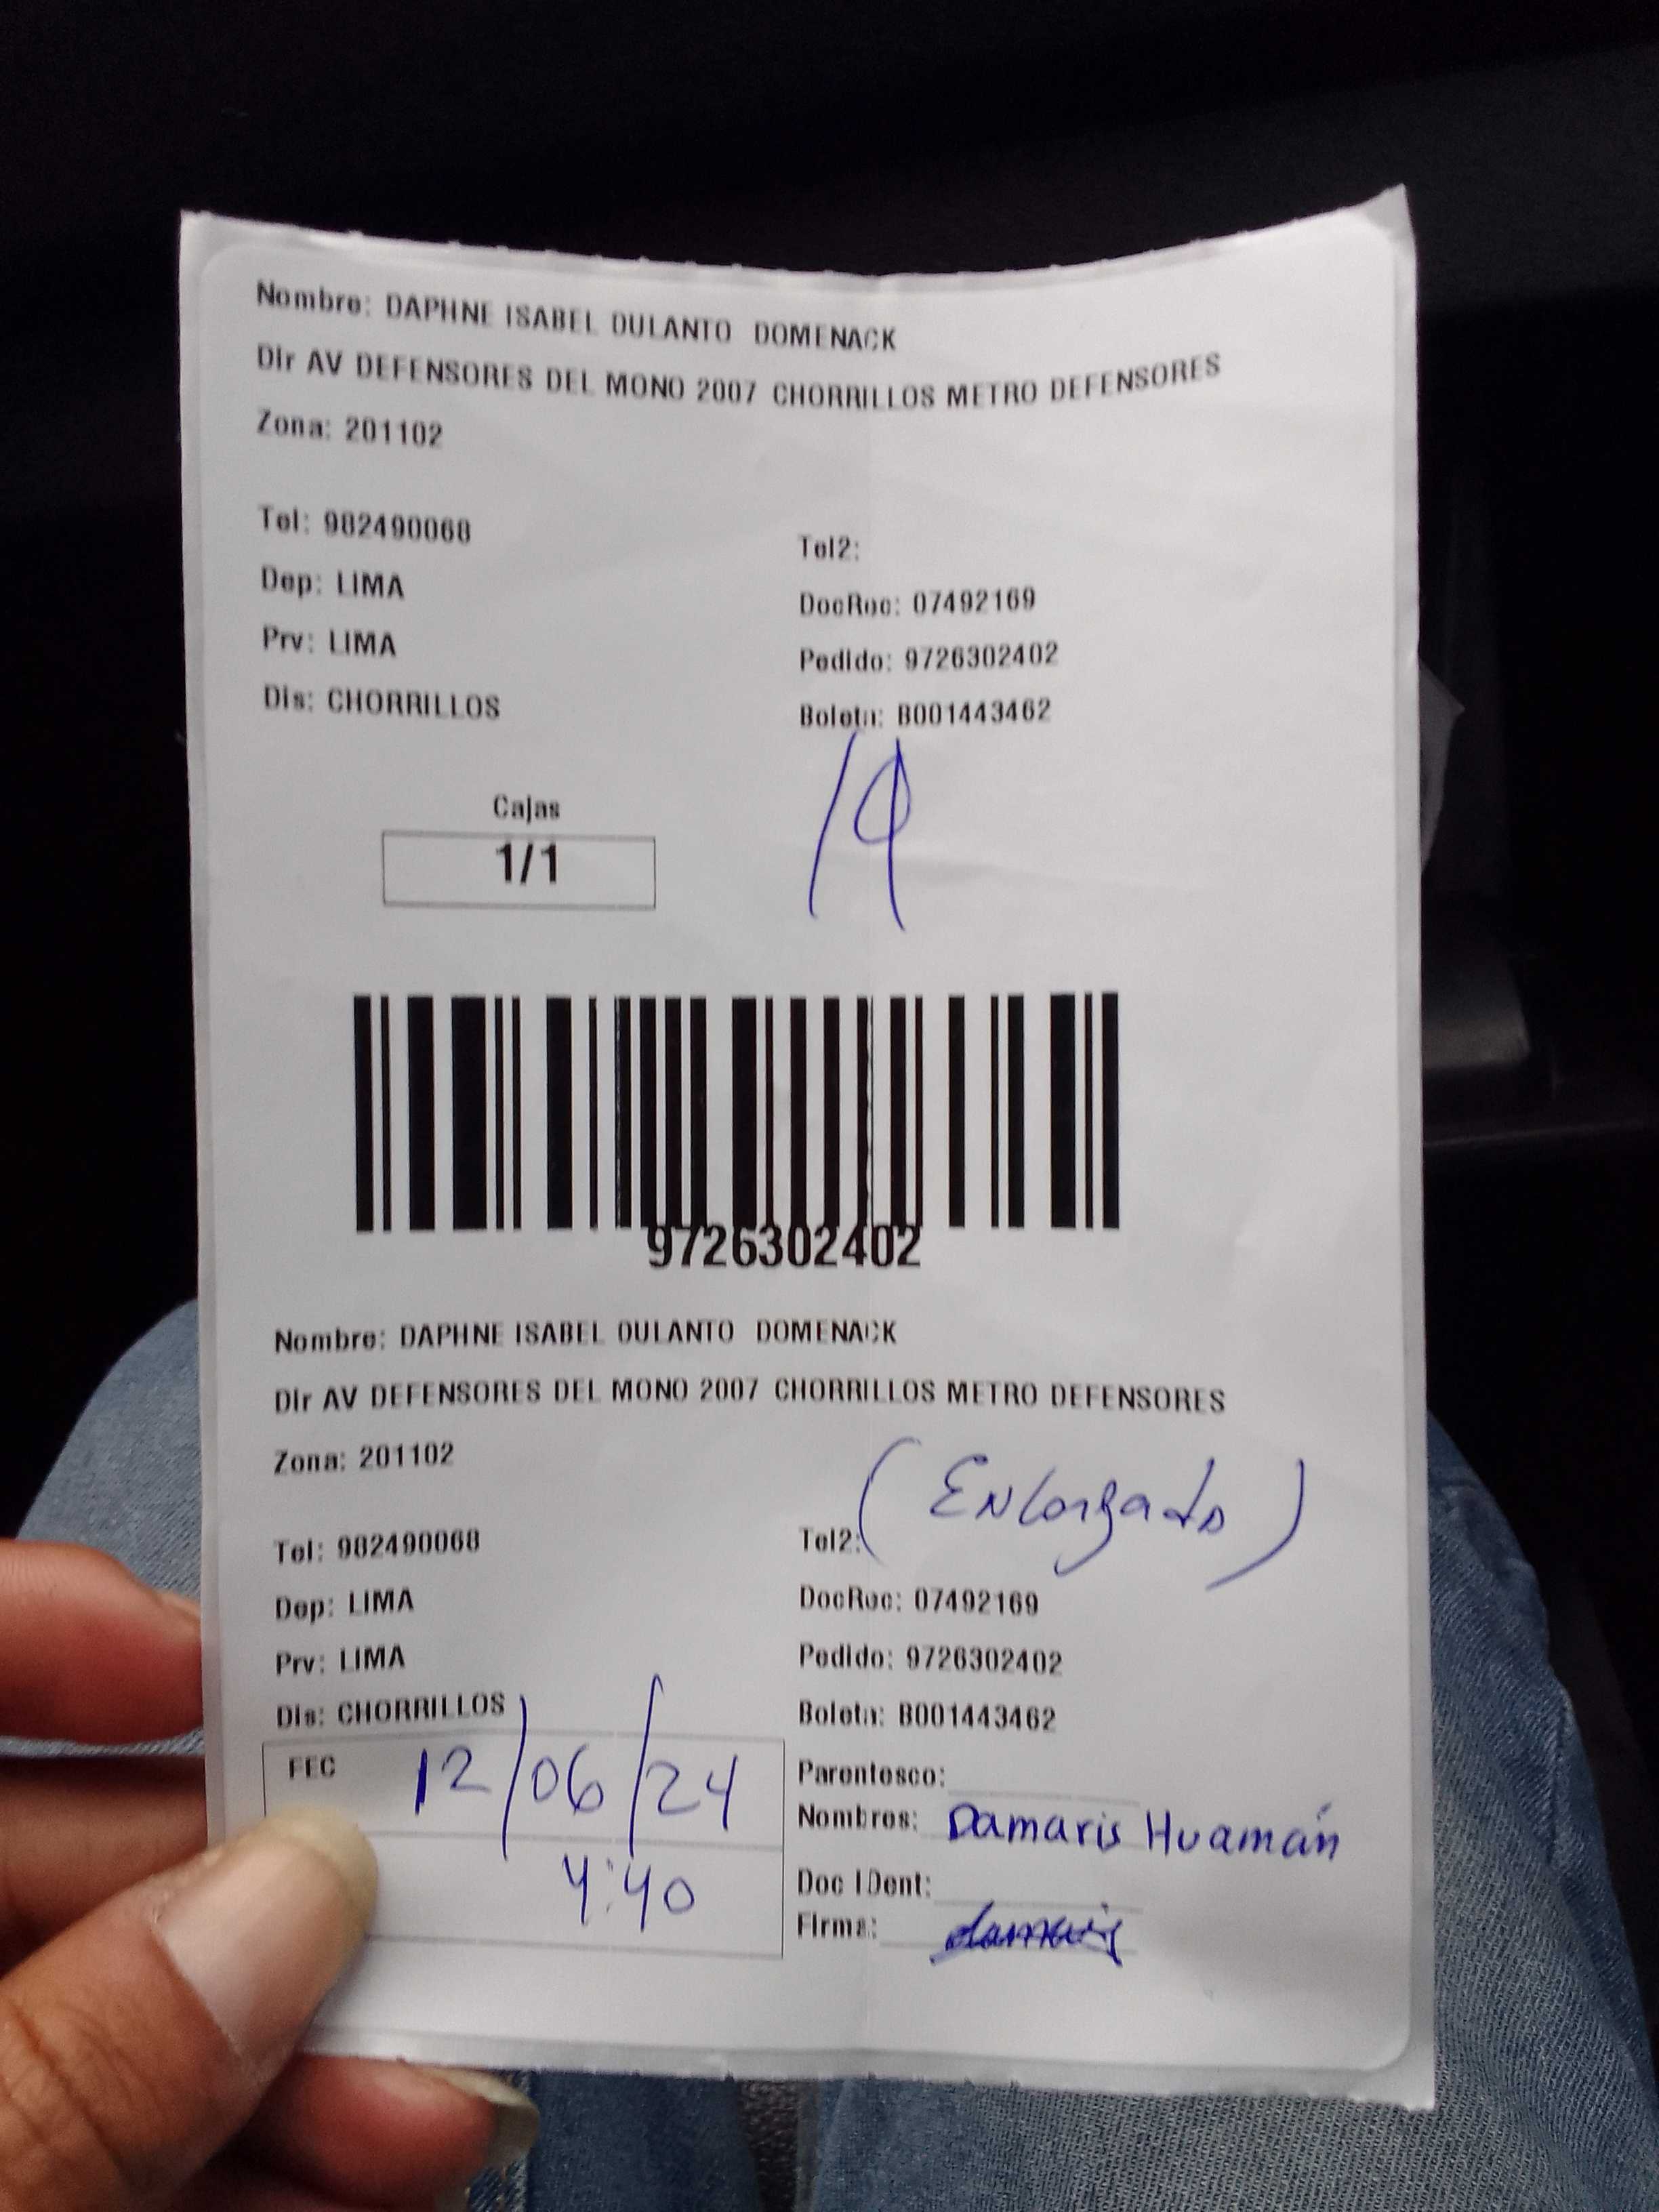 Nombre: DAPHNE ISABEL DULANTO DOMENACK
Dir AV DEFENSORES DEL MONO 2007 CHORRILLOS METRO DEFENSORES
Zona: 201102
Tel: 982490068
Tel2:
Dep: LIMA
DocRec: 07492169
Prv: LIMA
Pedido: 9726302402
Dis: CHORRILLOS
Boleta: B001443462
Cajas
1/1
9726302402
Nombre: DAPHNE ISABEL DULANTO DOMENACK
Dir AV DEFENSORES DEL MONO 2007 CHORRILLOS METRO DEFENSORES
Zona: 201102
(Encargado)
Tel: 982490068
Tel2:
Dep: LIMA
DocRec: 07492169
Prv: LIMA
Pedido: 9726302402
Dis: CHORRILLOS
Boleta: B001443462
FEC 12/06/24
4:40
Parentesco:
Nombres: Damaris Huamán
Doc IDent:
Firma: damaris